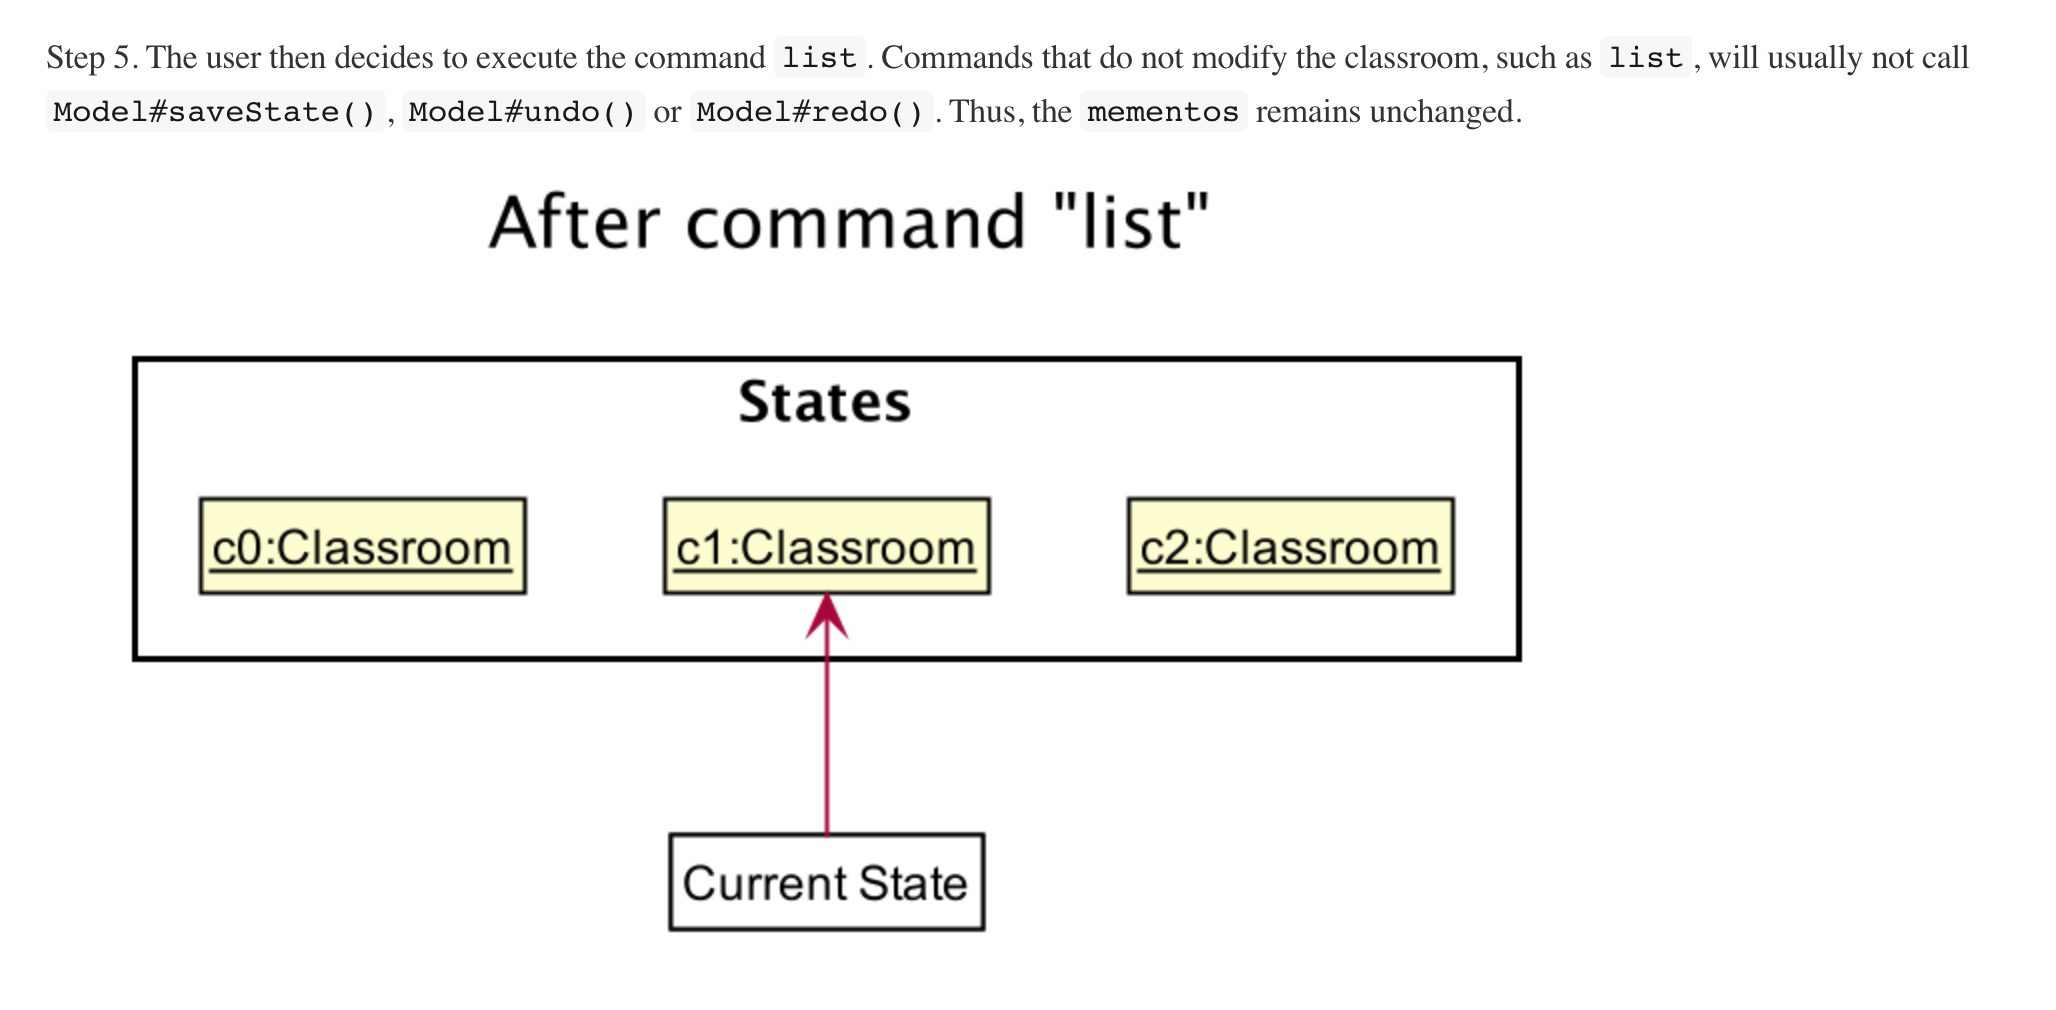 Step 5. The user then decides to execute the command list. Commands that do not modify the classroom, such as list, will usually not call
Model#saveState(), Model#undo() or Model#redo(). Thus, the mementos remains unchanged.
After command "list"
States
c0:Classroom c1:Classroom c2:Classroom
Current State